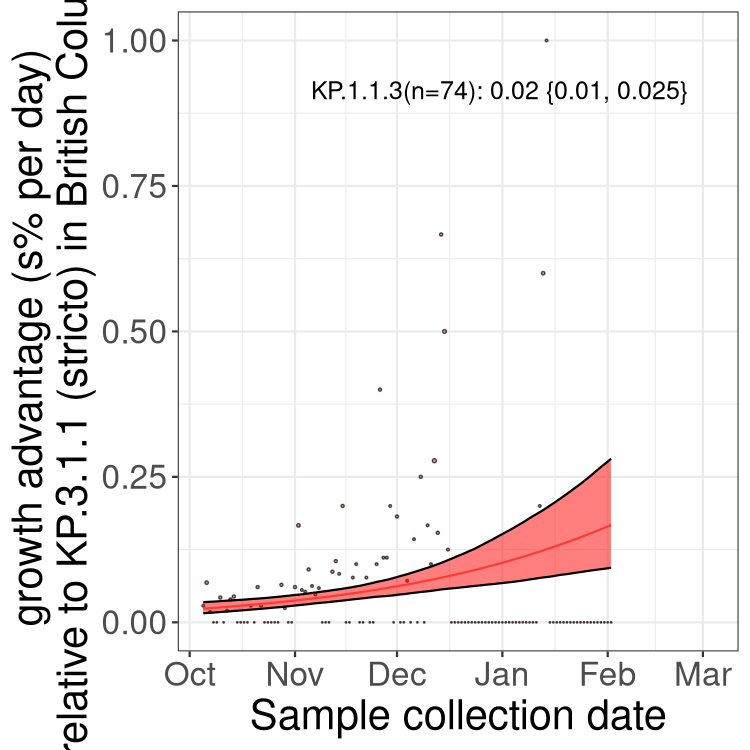 growth advantage (s% per day)
relative to KP.3.1.1 (stricto) in British Colu
1.00
0.75
0.50
0.25
0.00
KP.1.1.3(n=74): 0.02 {0.01, 0.025}
Oct Nov Dec Jan Feb Mar
Sample collection date